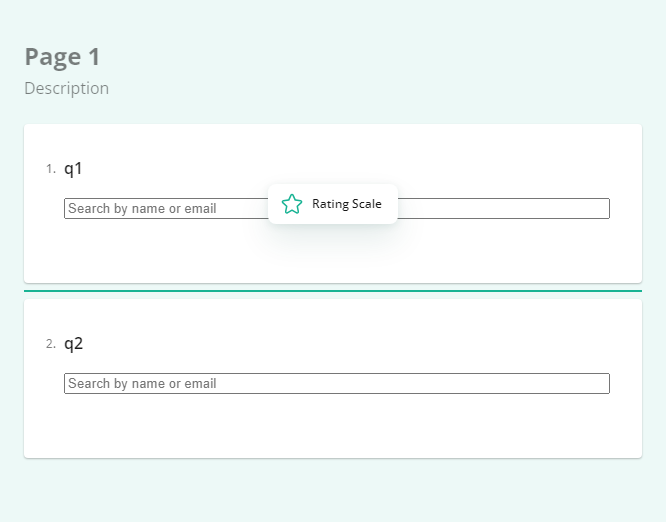 Page 1
Description
1. q1
Search by name or email
Rating Scale
2. q2
Search by name or email